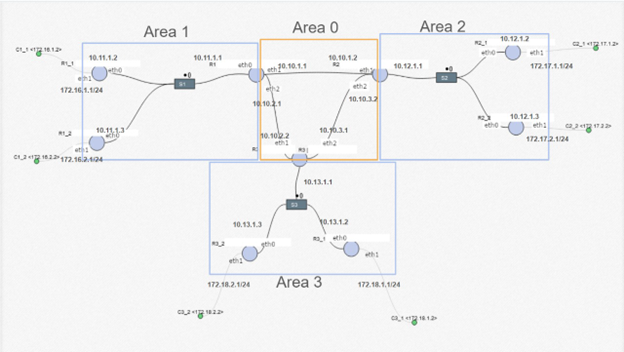 Area 1
Area 0
Area 2
C1_1 <172.16.1.2>
10.11.1.2
R1_1
eth0
eth1
172.16.1.1/24
S1
10.11.1.1
R1
eth0
eth1
10.10.1.1
10.10.1.2
R2
eth1
eth2
eth2
10.10.2.1
10.10.3.2
10.12.1.1
S2
R2_1
10.12.1.2
eth0
eth1
C2_1 <172.17.1.2>
172.17.1.1/24
10.11.1.3
R1_2
eth0
eth1
C1_2 <172.16.2.2>
172.16.2.1/24
10.10.2.2
eth1
10.10.3.1
eth2
10.12.1.3
eth0
eth1
C2_2 <172.17.2.2>
172.17.2.1/24
10.13.1.1
S3
10.13.1.3
10.13.1.2
R3_2
eth0
eth1
R3_1
eth0
eth1
Area 3
172.18.2.1/24
172.18.1.1/24
C3_2 <172.18.2.2>
C3_1 <172.18.1.2>